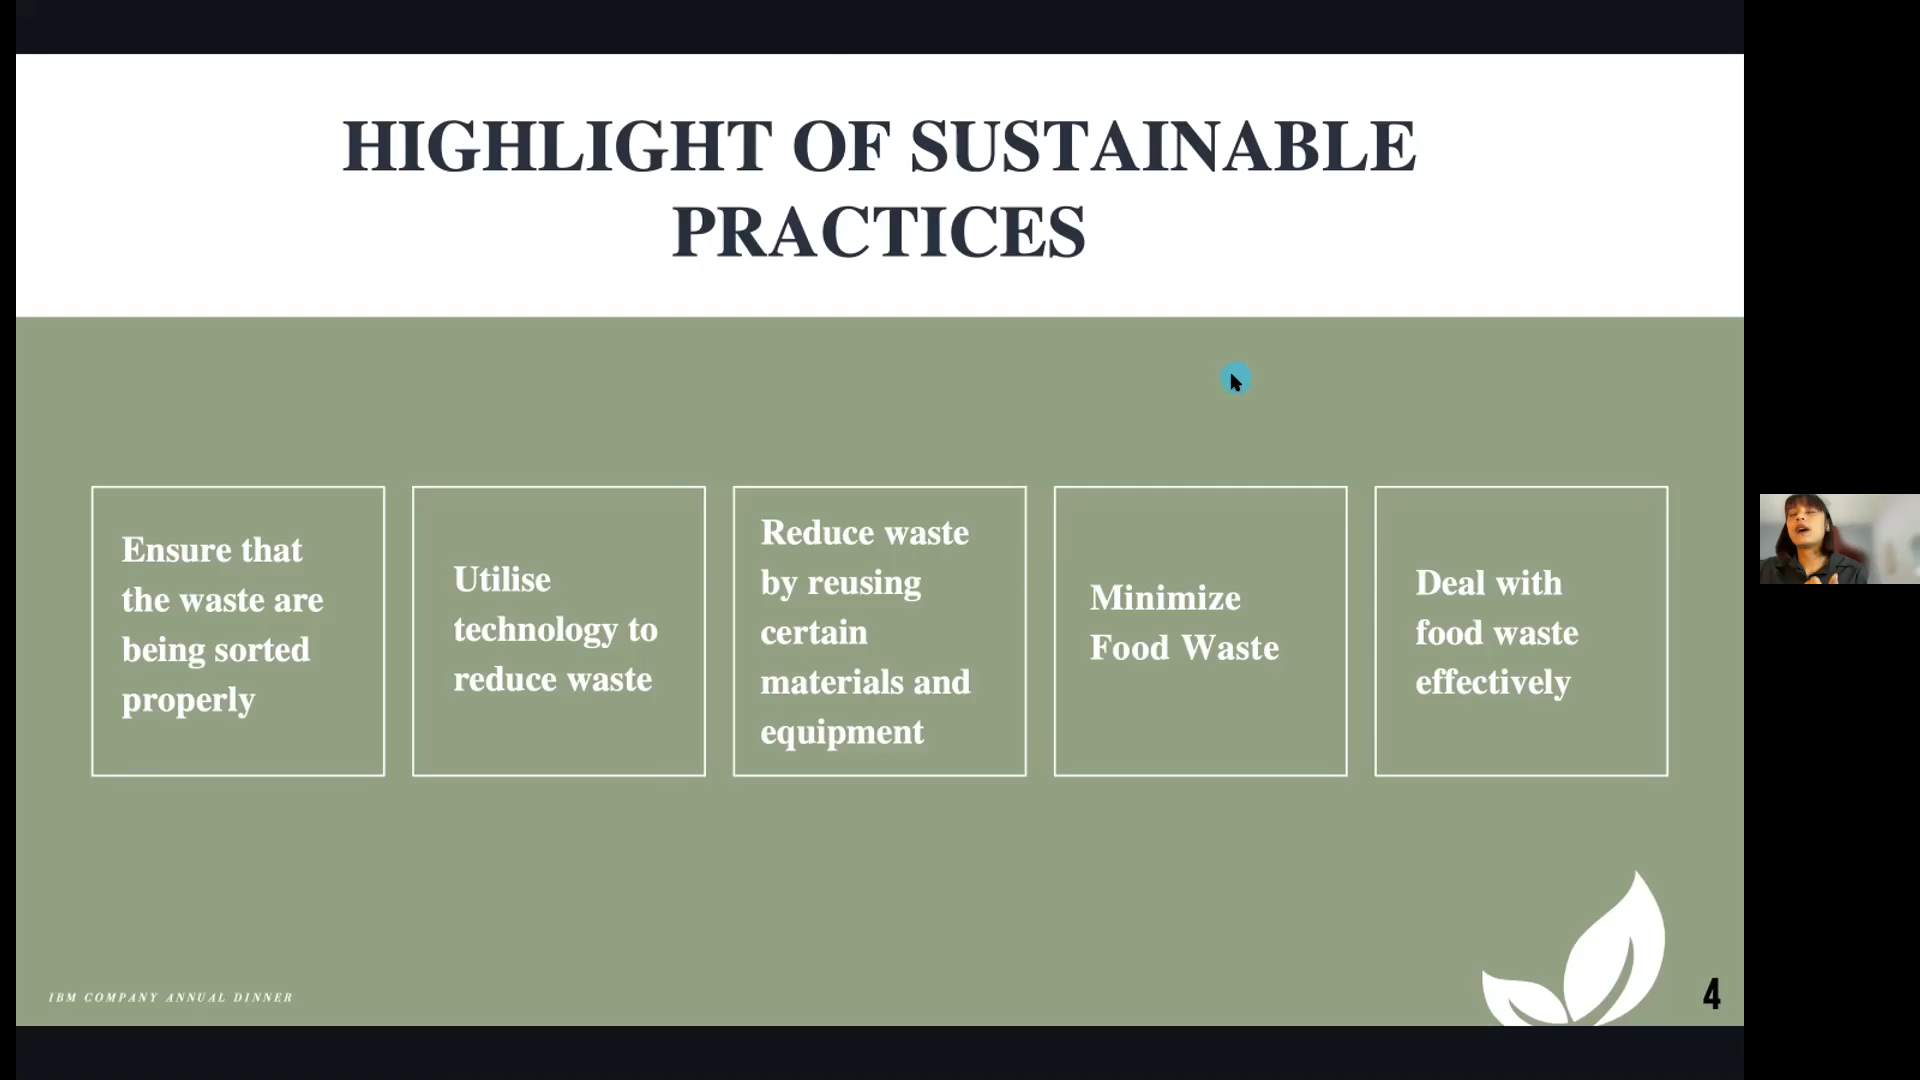 HIGHLIGHT OF SUSTAINABLE
PRACTICES
Ensure that
the waste are
being sorted
properly
Utilise
technology to
reduce waste
Reduce waste
by reusing
certain
materials and
equipment
Minimize
Food Waste
Deal with
food waste
effectively
IBM COMPANY ANNUAL DINNER
4